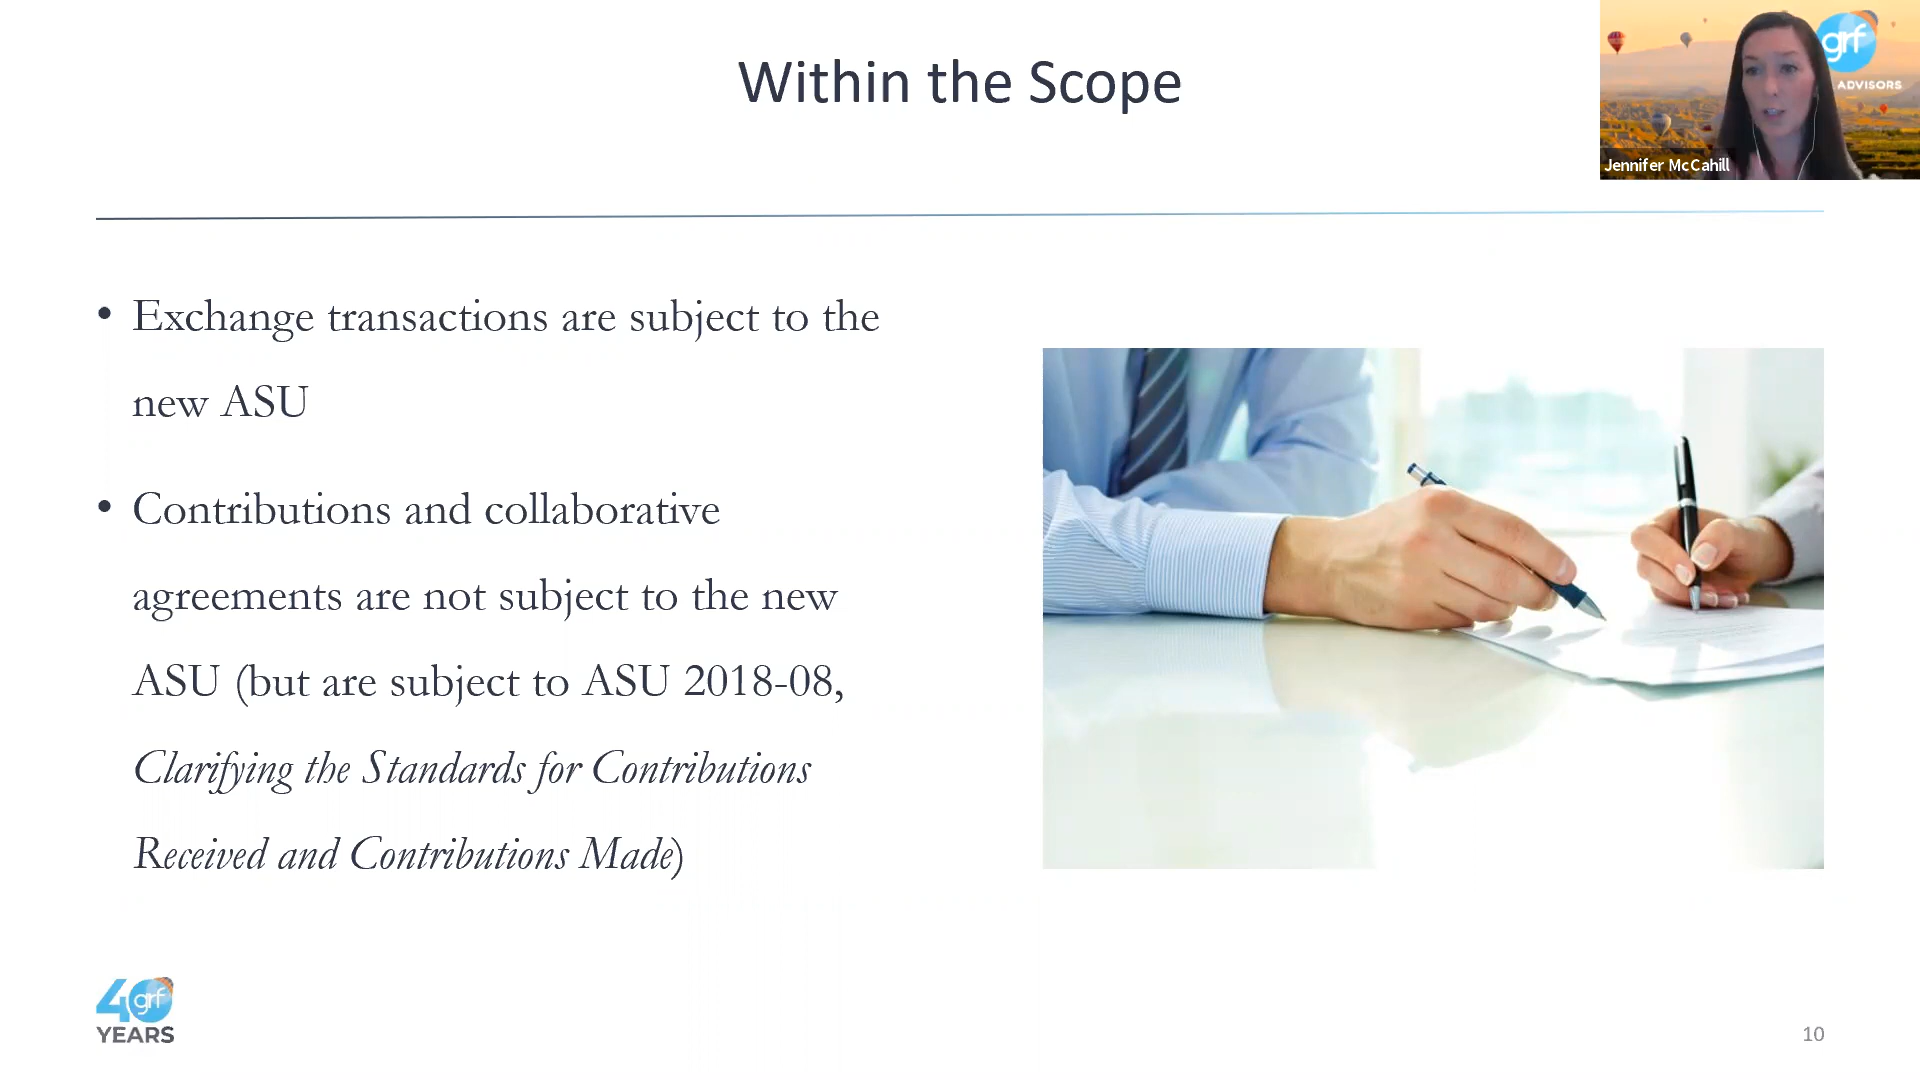 Within the Scope
grf
ADVISORS
Jennifer McCahill
• Exchange transactions are subject to the
new ASU
• Contributions and collaborative
agreements are not subject to the new
ASU (but are subject to ASU 2018-08,
Clarifying the Standards for Contributions
Received and Contributions Made)
40 grf
YEARS
10